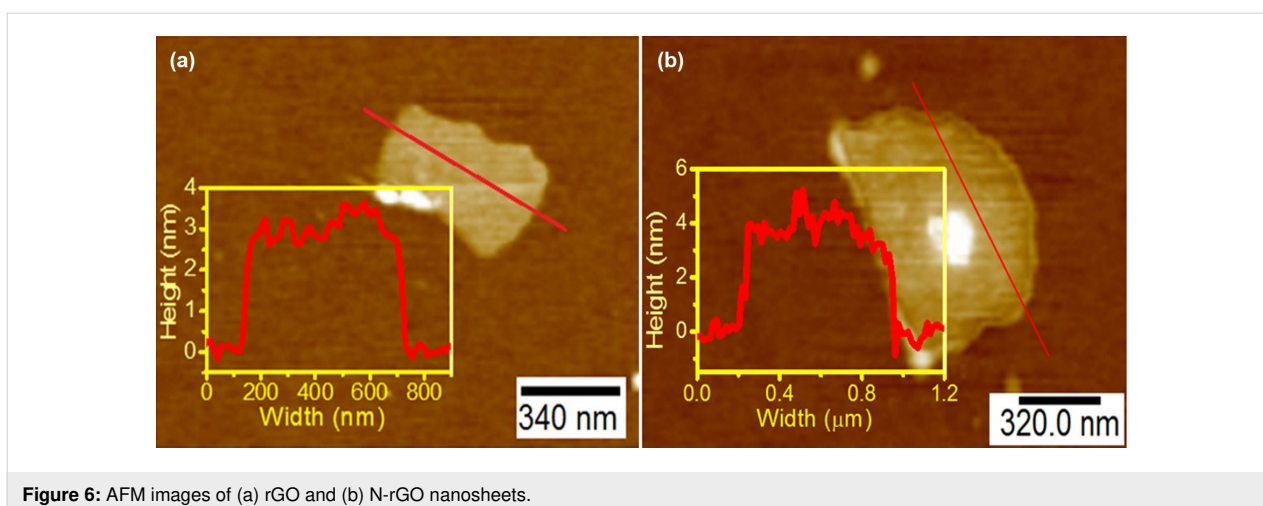 (a)
4
3
2
1
0
Height (nm)
0 200 400 600 800
Width (nm)
340 nm
(b)
6
4
2
0
Height (nm)
0.0 0.4 0.8 1.2
Width (μm)
320.0 nm
Figure 6: AFM images of (a) rGO and (b) N-rGO nanosheets.